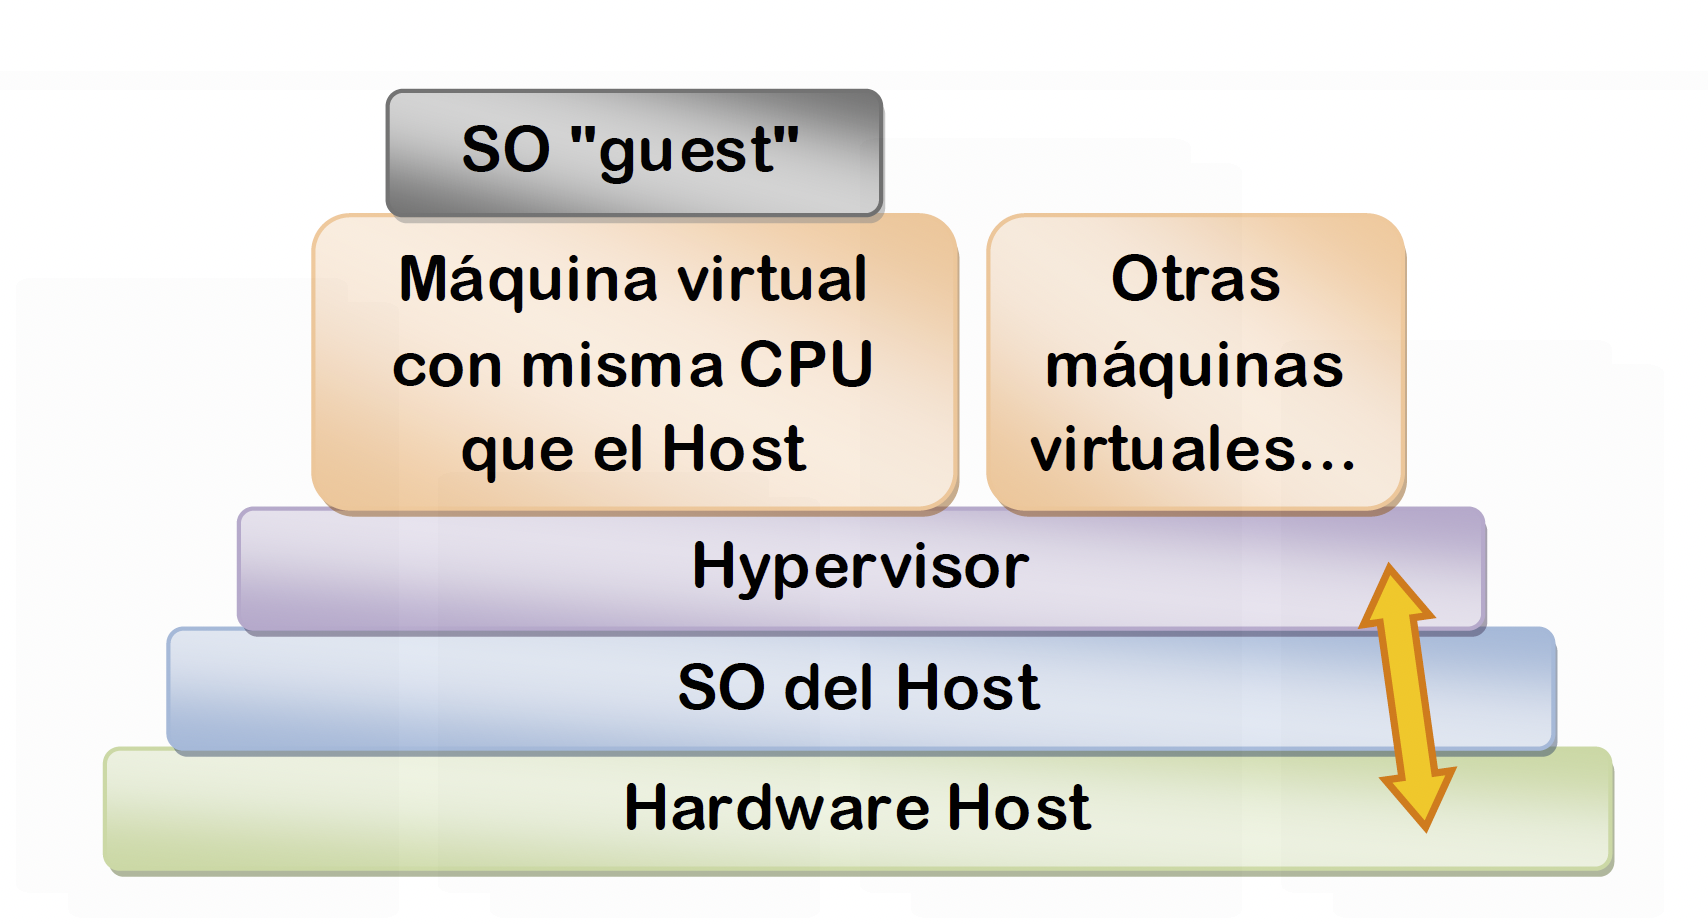 SO "guest"
Máquina virtual
con misma CPU
que el Host
Otras
máquinas
virtuales...
Hypervisor
SO del Host
Hardware Host